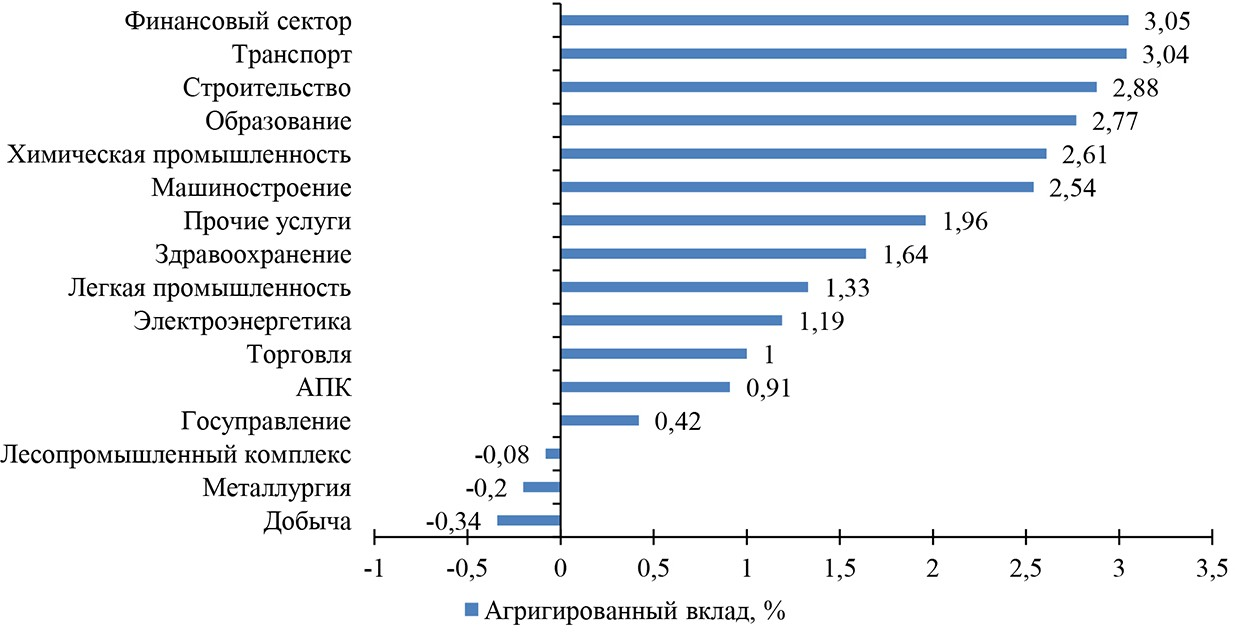 Финансовый сектор 3,05
Транспорт 3,04
Строительство 2,88
Образование 2,77
Химическая промышленность 2,61
Машиностроение 2,54
Прочие услуги 1,96
Здравоохранение 1,64
Легкая промышленность 1,33
Электроэнергетика 1,19
Торговля 1
АПК 0,91
Госуправление 0,42
Лесопромышленный комплекс -0,08
Металлургия -0,2
Добыча -0,34
-1 -0,5 0 0,5 1 1,5 2 2,5 3 3,5
Агригированный вклад, %